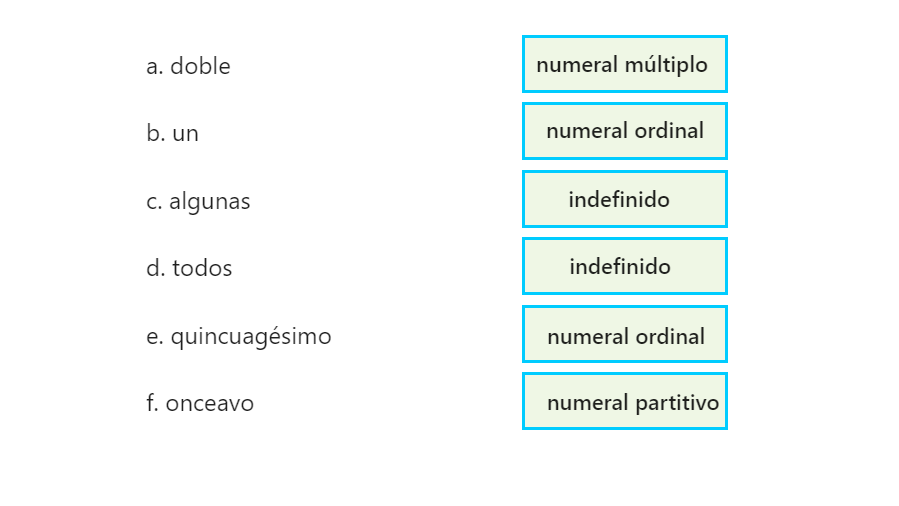 a. doble numeral múltiplo
b. un numeral ordinal
c. algunas indefinido
d. todos indefinido
e. quincuagésimo numeral ordinal
f. onceavo numeral partitivo